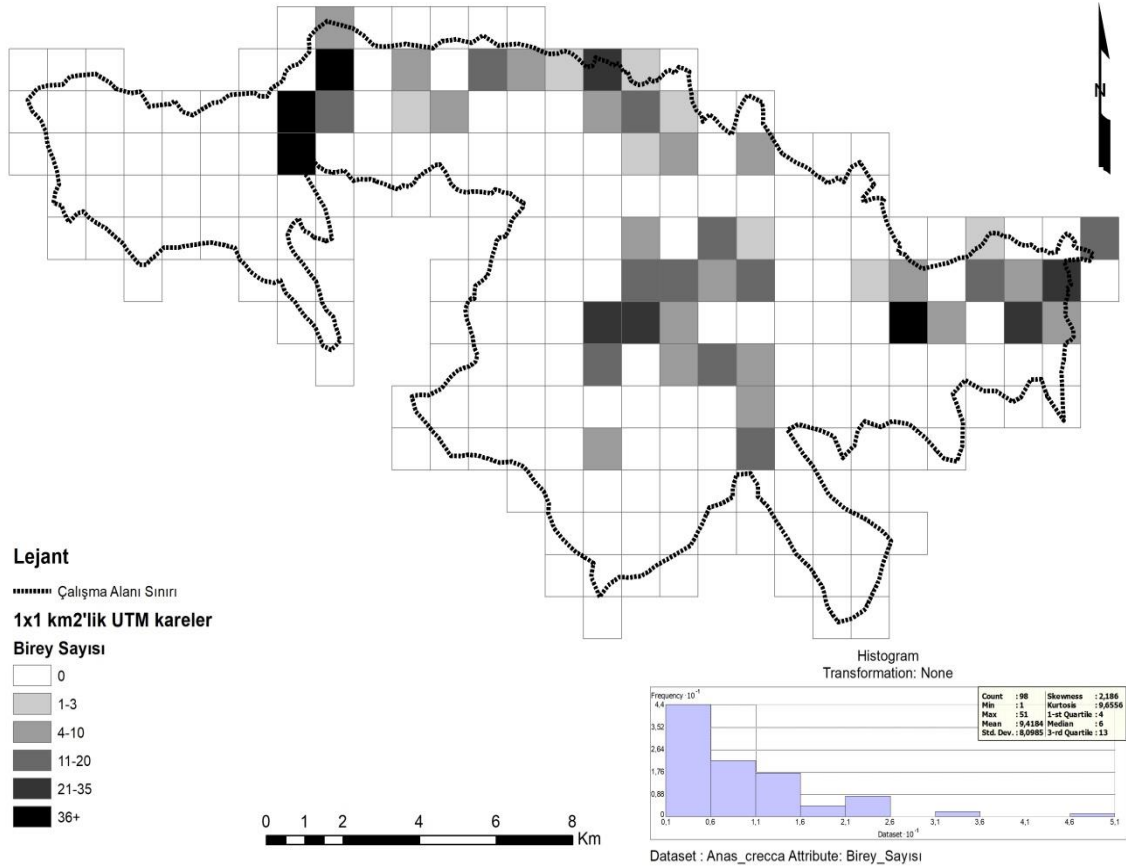 N
Lejant
Çalışma Alanı Sınırı
1x1 km2'lik UTM kareler
Birey Sayısı
0
1-3
4-10
11-20
21-35
36+
0 1 2 4 6 8
Km
Histogram
Transformation: None
Frequency · 10⁻¹
Count : 98 Skewness : 2,186
Min : 1 Kurtosis : 9,6556
Max : 51 1-st Quartile : 4
Mean : 9,4184 Median : 6
Std. Dev. : 8,0985 3-rd Quartile : 13
4,4
3,52
2,64
1,76
0,88
0
0,1 0,6 1,1 1,6 2,1 2,6 3,1 3,6 4,1 4,6 5,1
Dataset · 10⁻¹
Dataset : Anas_crecca Attribute: Birey_Sayısı